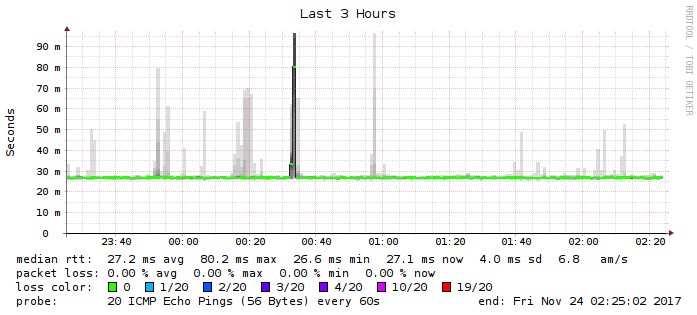 Last 3 Hours
RRDTOOL / TOBI OETIKER
Seconds
90 m
80 m
70 m
60 m
50 m
40 m
30 m
20 m
10 m
0
23:40 00:00 00:20 00:40 01:00 01:20 01:40 02:00 02:20
median rtt: 27.2 ms avg 80.2 ms max 26.6 ms min 27.1 ms now 4.0 ms sd 6.8 am/s
packet loss: 0.00 % avg 0.00 % max 0.00 % min 0.00 % now
loss color: 0 1/20 2/20 3/20 4/20 10/20 19/20
probe: 20 ICMP Echo Pings (56 Bytes) every 60s end: Fri Nov 24 02:25:02 2017